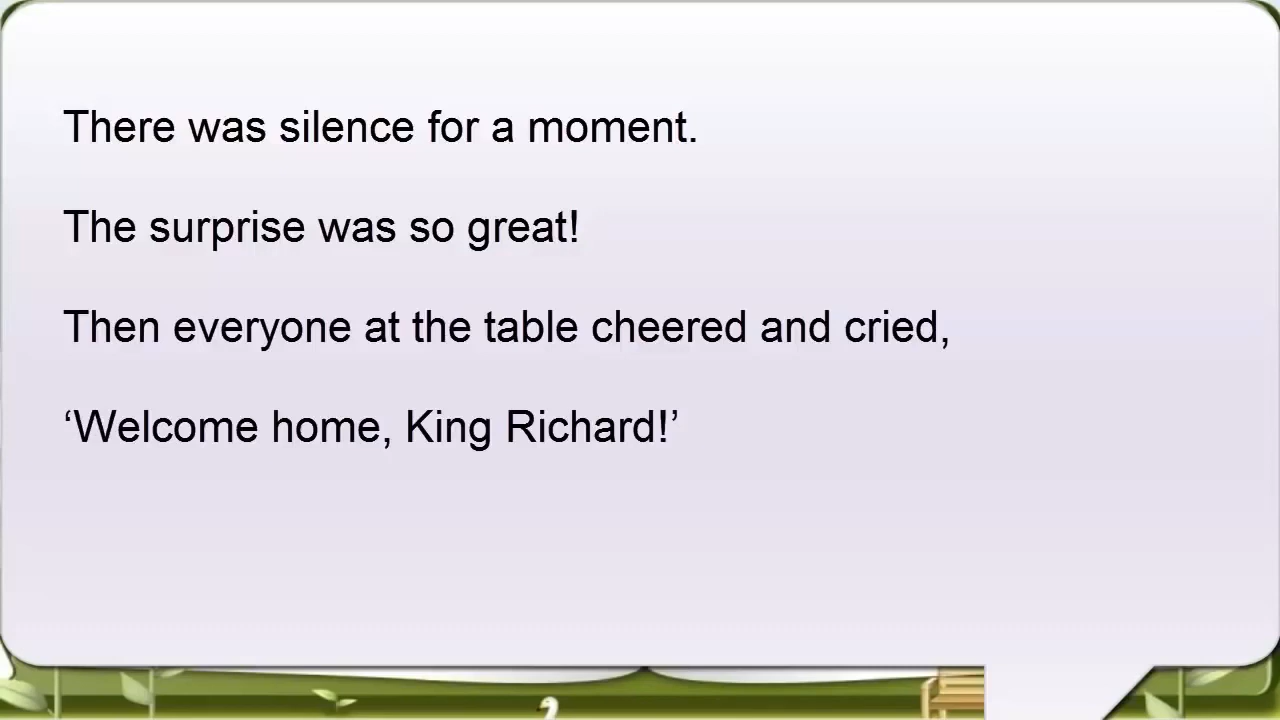 There was silence for a moment.
The surprise was so great!
Then everyone at the table cheered and cried,
‘Welcome home, King Richard!’